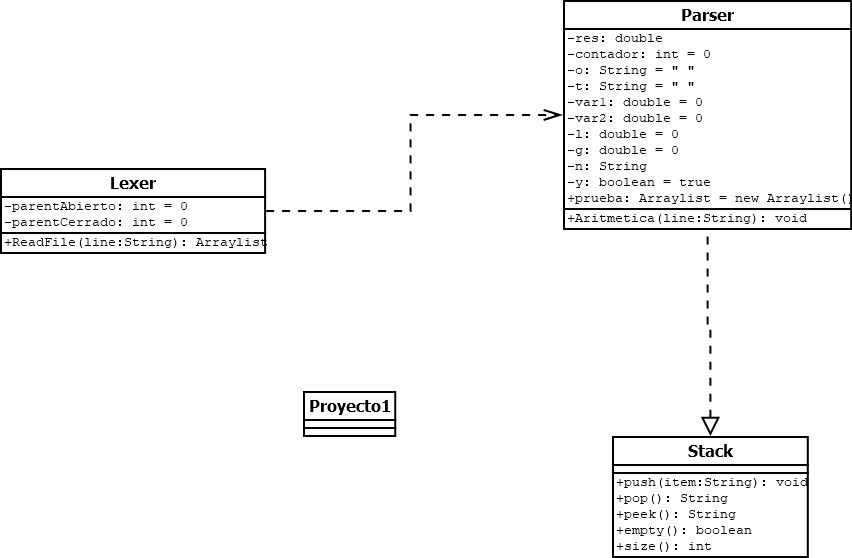 Parser
-res: double
-contador: int = 0
-o: String = " "
-t: String = " "
-var1: double = 0
-var2: double = 0
-l: double = 0
-g: double = 0
-n: String
-y: boolean = true
+prueba: Arraylist = new Arraylist()
+Aritmetica(line:String): void
Lexer
-parentAbierto: int = 0
-parentCerrado: int = 0
+ReadFile(line:String): Arraylist
Proyecto1
Stack
+push(item:String): void
+pop(): String
+peek(): String
+empty(): boolean
+size(): int